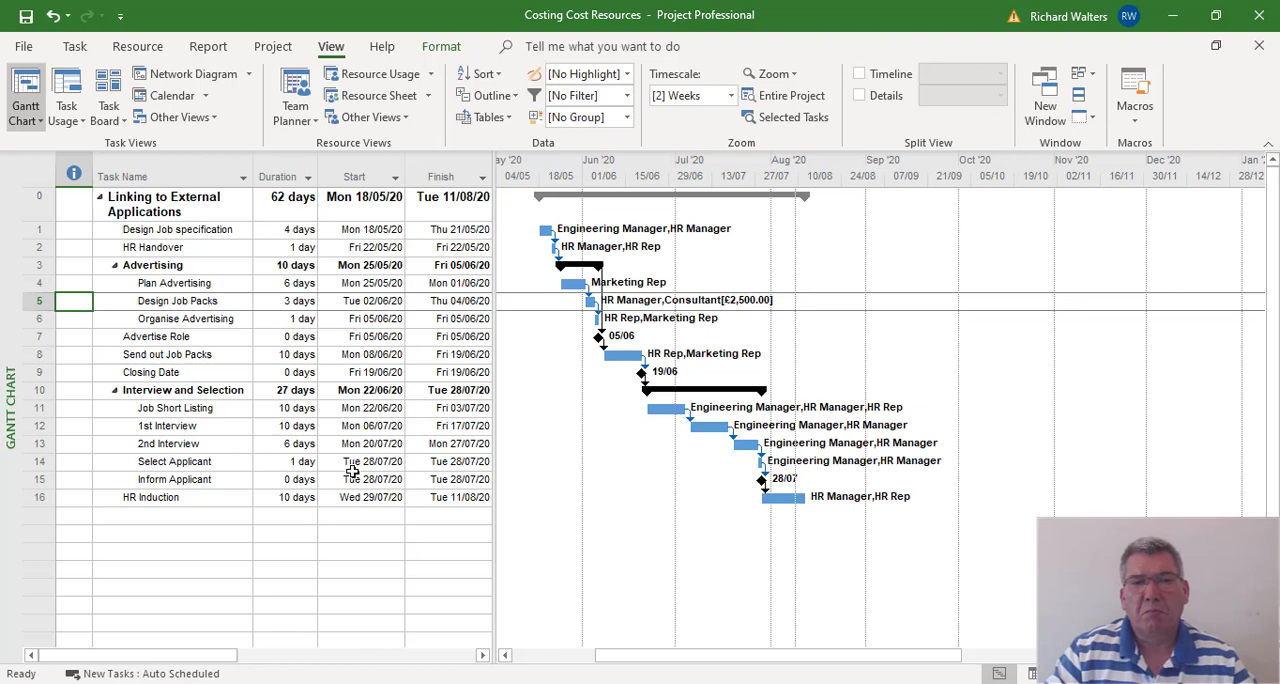 Costing Cost Resources - Project Professional
Richard Walters RW
File Task Resource Project Report View Help Format Tell me what you want to do
Gantt Chart
Task Usage
Task Board
Network Diagram
Calendar
Other Views
Task Views
Team Planner
Resource Usage
Resource Sheet
Other Views
Resource Views
Sort
Outline
Tables
[No Highlight]
[No Filter]
[No Group]
Data
Timescale:
[2] Weeks
Zoom
Entire Project
Selected Tasks
Zoom
Timeline
Details
Split View
New Window
Window
Macros
Macros
GANTT CHART
Task Name Duration Start Finish
0 Linking to External Applications 62 days Mon 18/05/20 Tue 11/08/20
1 Design Job specification 4 days Mon 18/05/20 Thu 21/05/20
2 HR Handover 1 day Fri 22/05/20 Fri 22/05/20
3 Advertising 10 days Mon 25/05/20 Fri 05/06/20
4 Plan Advertising 6 days Mon 25/05/20 Mon 01/06/20
5 Design Job Packs 3 days Tue 02/06/20 Thu 04/06/20
6 Organise Advertising 1 day Fri 05/06/20 Fri 05/06/20
7 Advertise Role 0 days Fri 05/06/20 Fri 05/06/20
8 Send out Job Packs 10 days Mon 08/06/20 Fri 19/06/20
9 Closing Date 0 days Fri 19/06/20 Fri 19/06/20
10 Interview and Selection 27 days Mon 22/06/20 Tue 28/07/20
11 Job Short Listing 10 days Mon 22/06/20 Fri 03/07/20
12 1st Interview 10 days Mon 06/07/20 Fri 17/07/20
13 2nd Interview 6 days Mon 20/07/20 Mon 27/07/20
14 Select Applicant 1 day Tue 28/07/20 Tue 28/07/20
15 Inform Applicant 0 days Tue 28/07/20 Tue 28/07/20
16 HR Induction 10 days Wed 29/07/20 Tue 11/08/20
ay '20 Jun '20 Jul '20 Aug '20 Sep '20 Oct '20 Nov '20 Dec '20 Jan '
04/05 18/05 01/06 15/06 29/06 13/07 27/07 10/08 24/08 07/09 21/09 05/10 19/10 02/11 16/11 30/11 14/12 28/12
Engineering Manager,HR Manager
HR Manager,HR Rep
Marketing Rep
HR Manager,Consultant[£2,500.00]
HR Rep,Marketing Rep
05/06
HR Rep,Marketing Rep
19/06
Engineering Manager,HR Manager,HR Rep
Engineering Manager,HR Manager
Engineering Manager,HR Manager
Engineering Manager,HR Manager
28/07
HR Manager,HR Rep
Ready New Tasks : Auto Scheduled